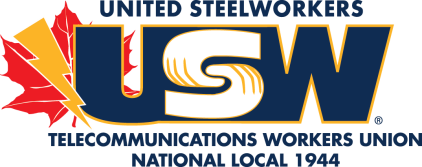 UNITED STEELWORKERS
USW®
TELECOMMUNICATIONS WORKERS UNION
NATIONAL LOCAL 1944